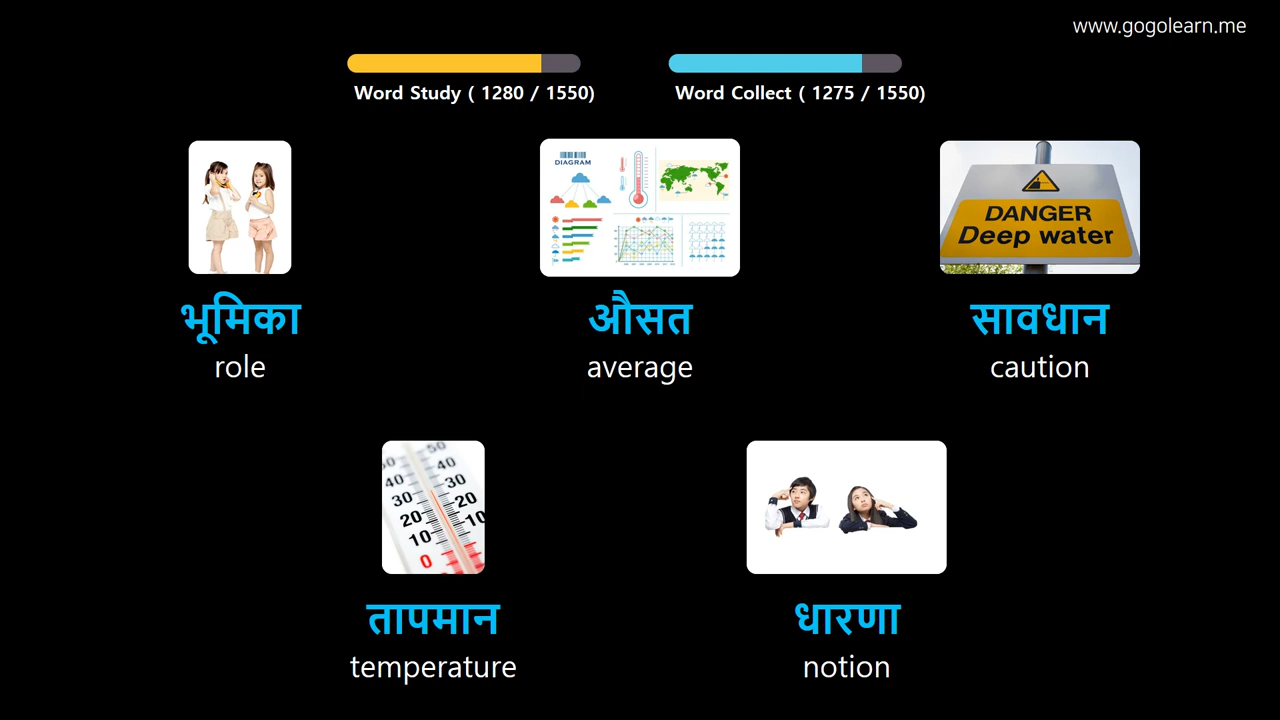 www.gogolearn.me
Word Study ( 1280 / 1550)
Word Collect ( 1275 / 1550)
DIAGRAM
DANGER
Deep water
भूमिका
औसत
सावधान
role
average
caution
50 50
40 40
30 30
20 20
10 10
0
तापमान
धारणा
temperature
notion